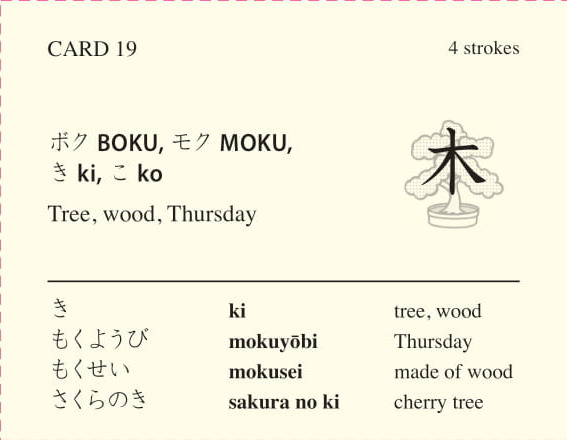 CARD 19 4 strokes
ボク BOKU, モク MOKU,
き ki, こ ko
木
Tree, wood, Thursday
き ki tree, wood
もくようび mokuyōbi Thursday
もくせい mokusei made of wood
さくらのき sakura no ki cherry tree